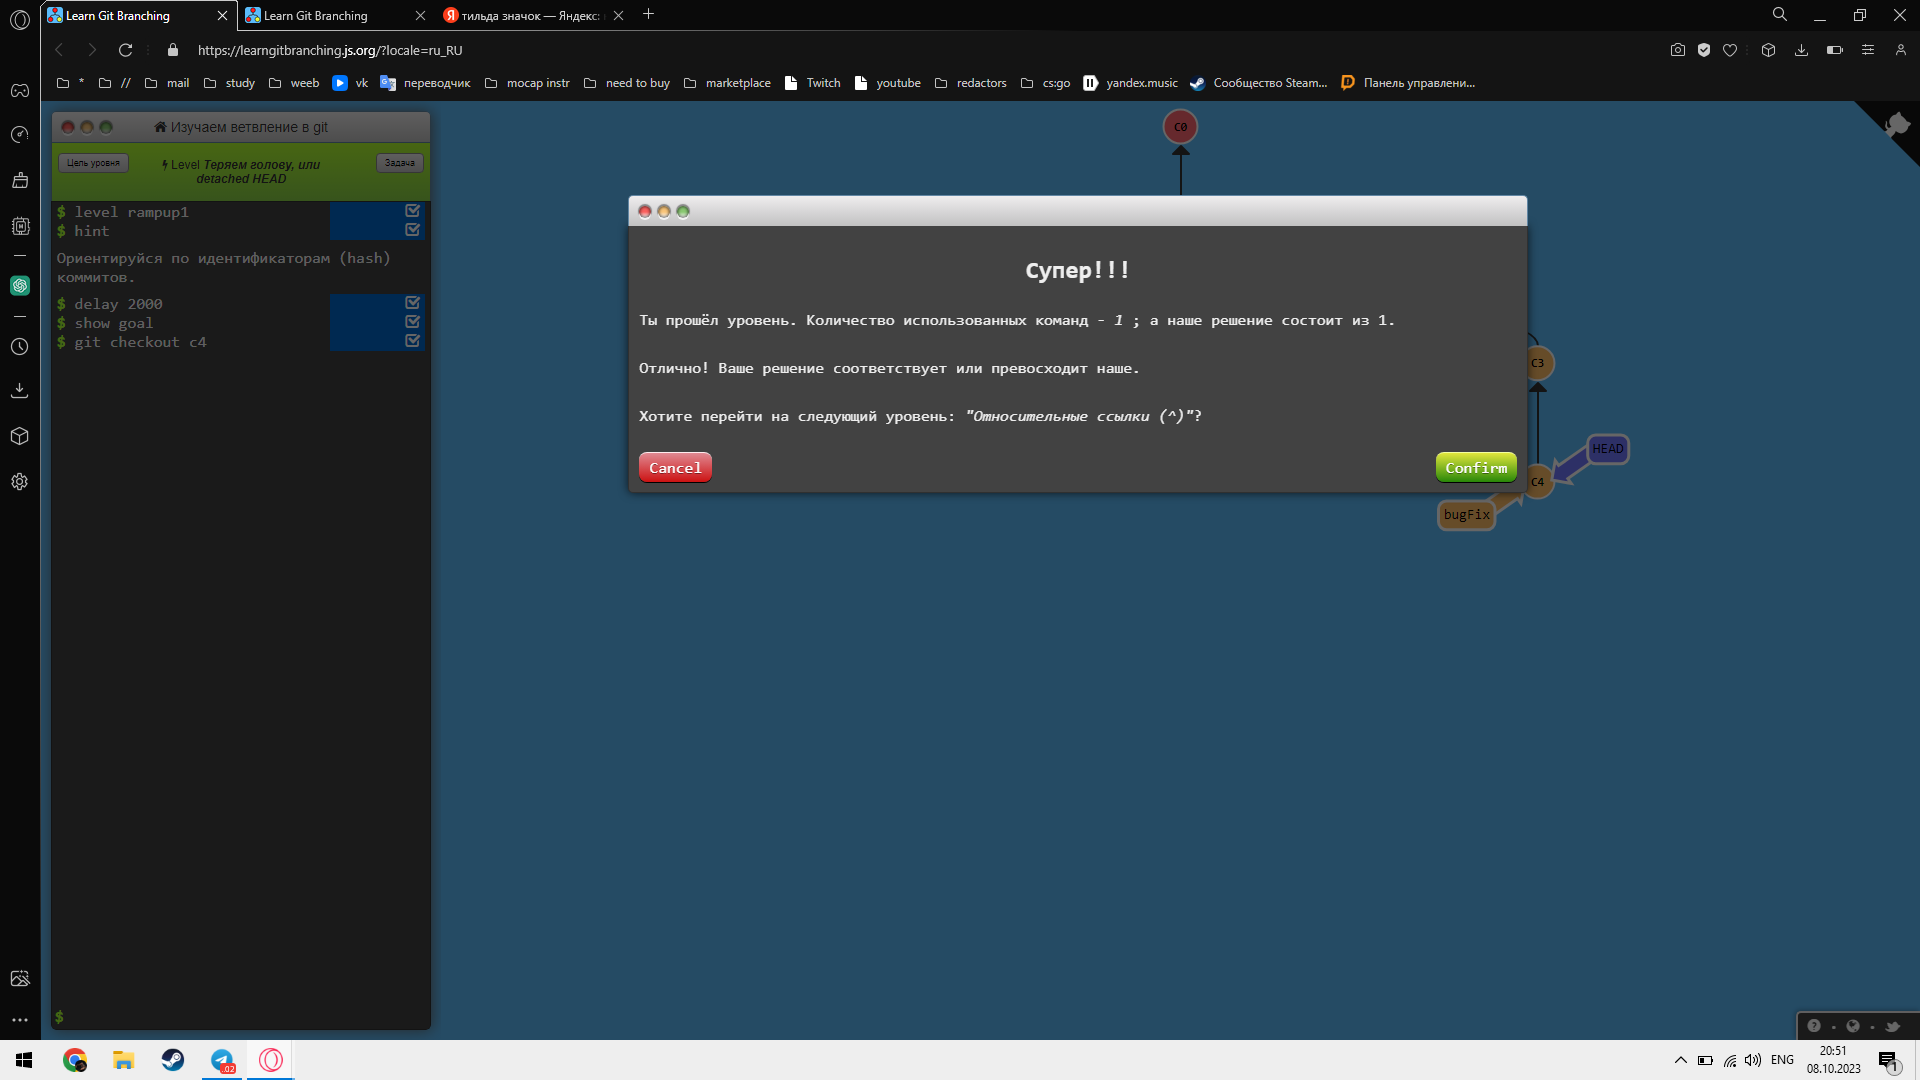 Learn Git Branching
Learn Git Branching
тильда значок — Яндекс:
https://learngitbranching.js.org/?locale=ru_RU
*
//
mail
study
weeb
vk
переводчик
mocap instr
need to buy
marketplace
Twitch
youtube
redactors
cs:go
yandex.music
Сообщество Steam...
Панель управлени...
Изучаем ветвление в git
Цель уровня
Level Теряем голову, или
detached HEAD
Задача
$ level rampup1
$ hint
Ориентируйся по идентификаторам (hash)
коммитов.
$ delay 2000
$ show goal
$ git checkout c4
$
C0
Супер!!!
Ты прошёл уровень. Количество использованных команд - 1 ; а наше решение состоит из 1.
Отлично! Ваше решение соответствует или превосходит наше.
Хотите перейти на следующий уровень: "Относительные ссылки (^)"?
Cancel
Confirm
C3
HEAD
C4
bugFix
.02
ENG
20:51
08.10.2023
1